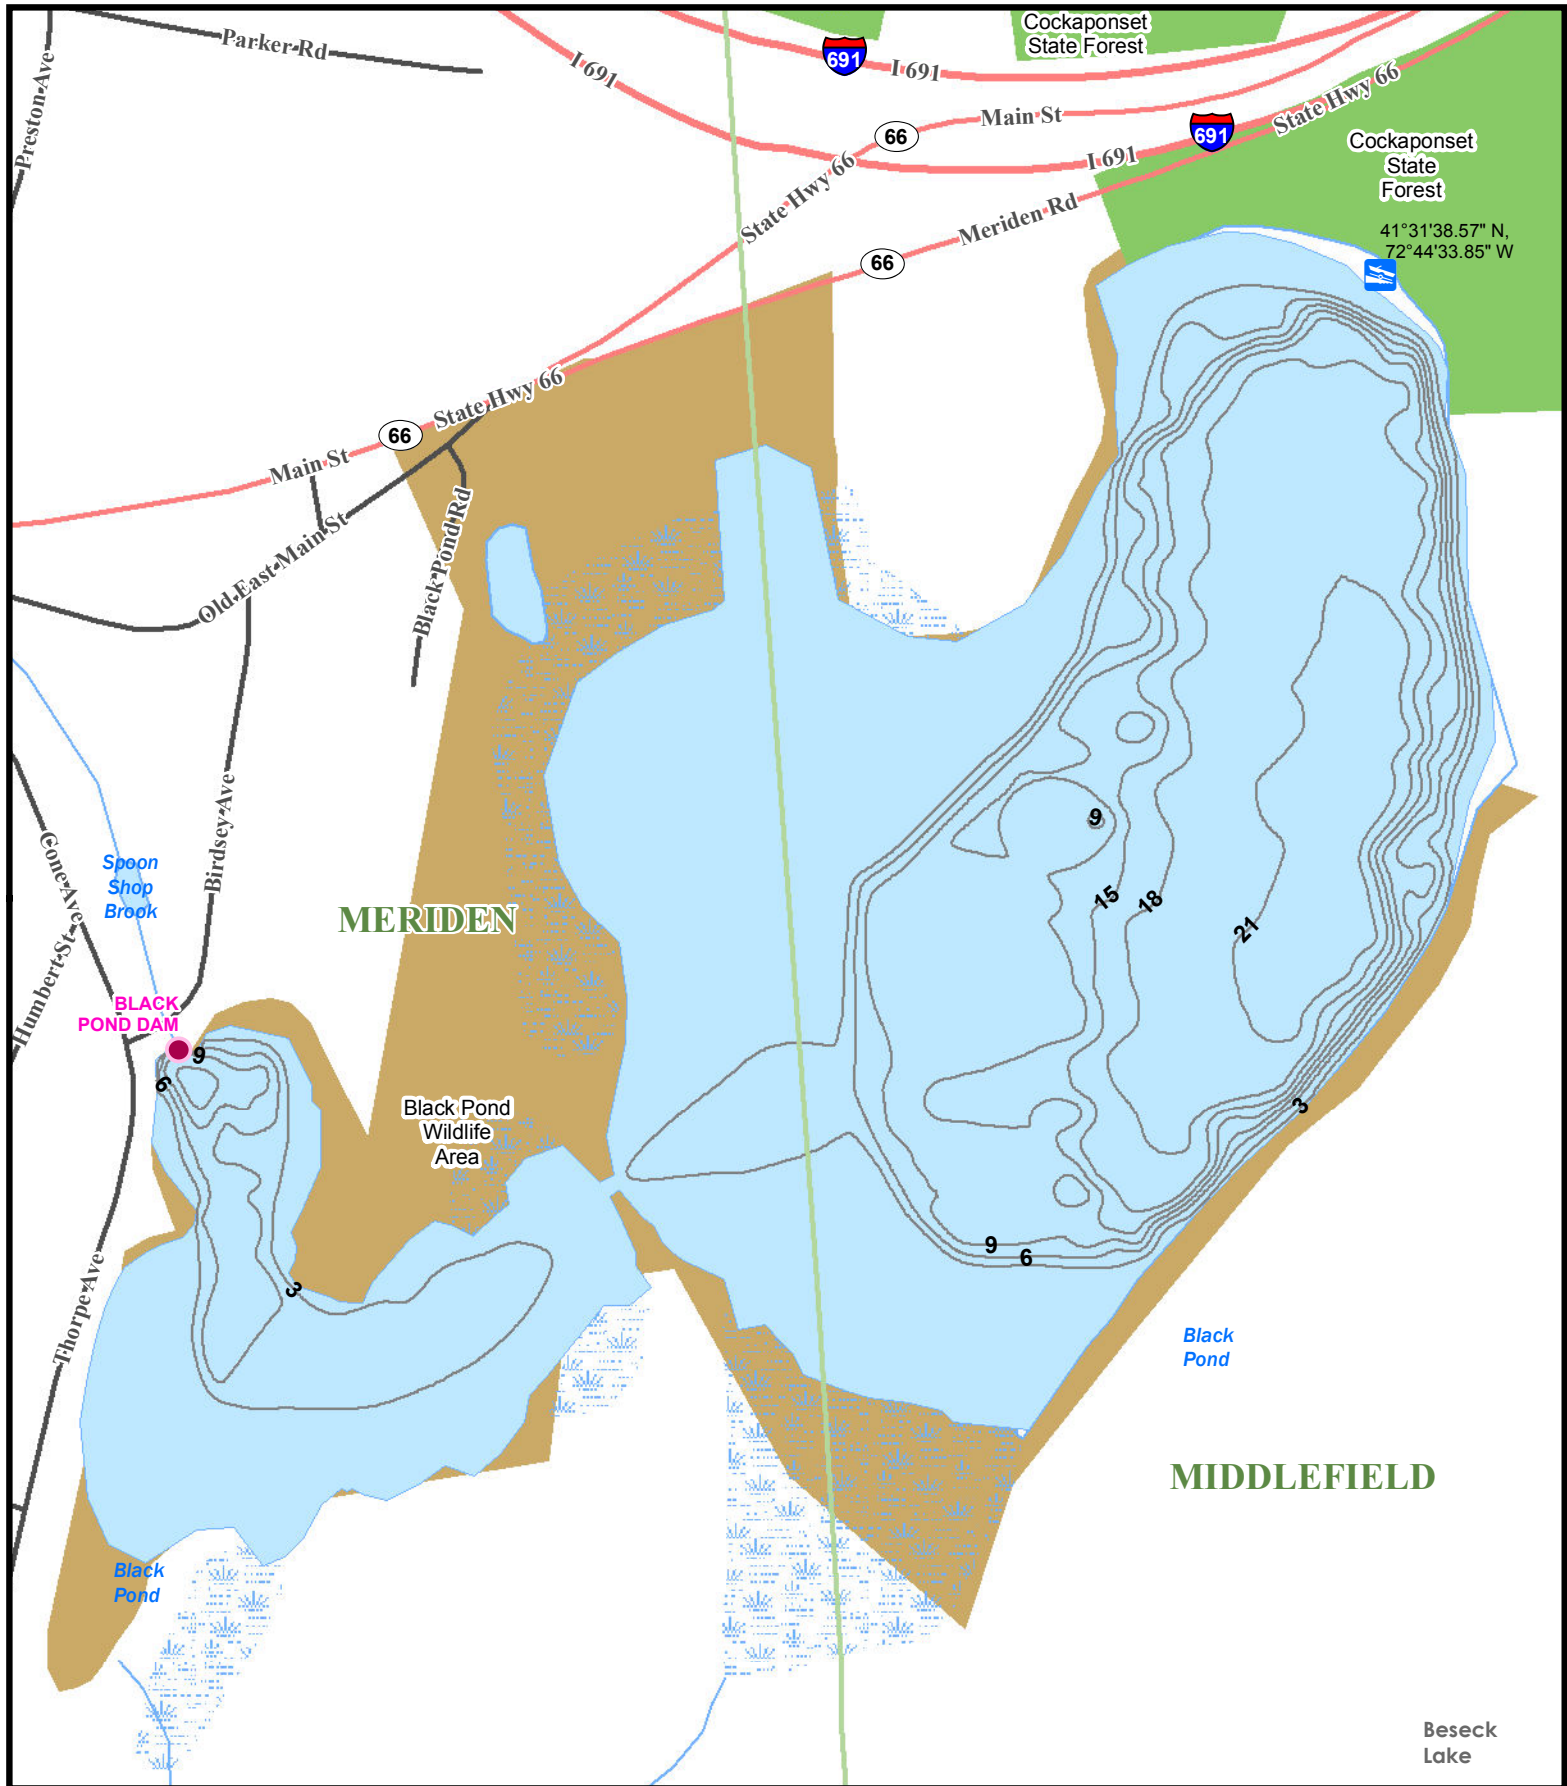 Cockaponset
State Forest
Parker Rd
Preston Ave
I 691
691
I 691
Main St
State Hwy 66
66
691
I 691
Cockaponset
State
Forest
State Hwy 66
Meriden Rd
41°31'38.57" N,
72°44'33.85" W
66
State Hwy 66
66
Main St
Old East Main St
Black Pond Rd
Birdsey Ave
Cone Ave
Spoon
Shop
Brook
Humbert St
MERIDEN
9
15
18
21
BLACK
POND DAM
9
6
Black Pond
Wildlife
Area
3
9
6
3
Thorpe Ave
Black
Pond
MIDDLEFIELD
Black
Pond
Beseck
Lake